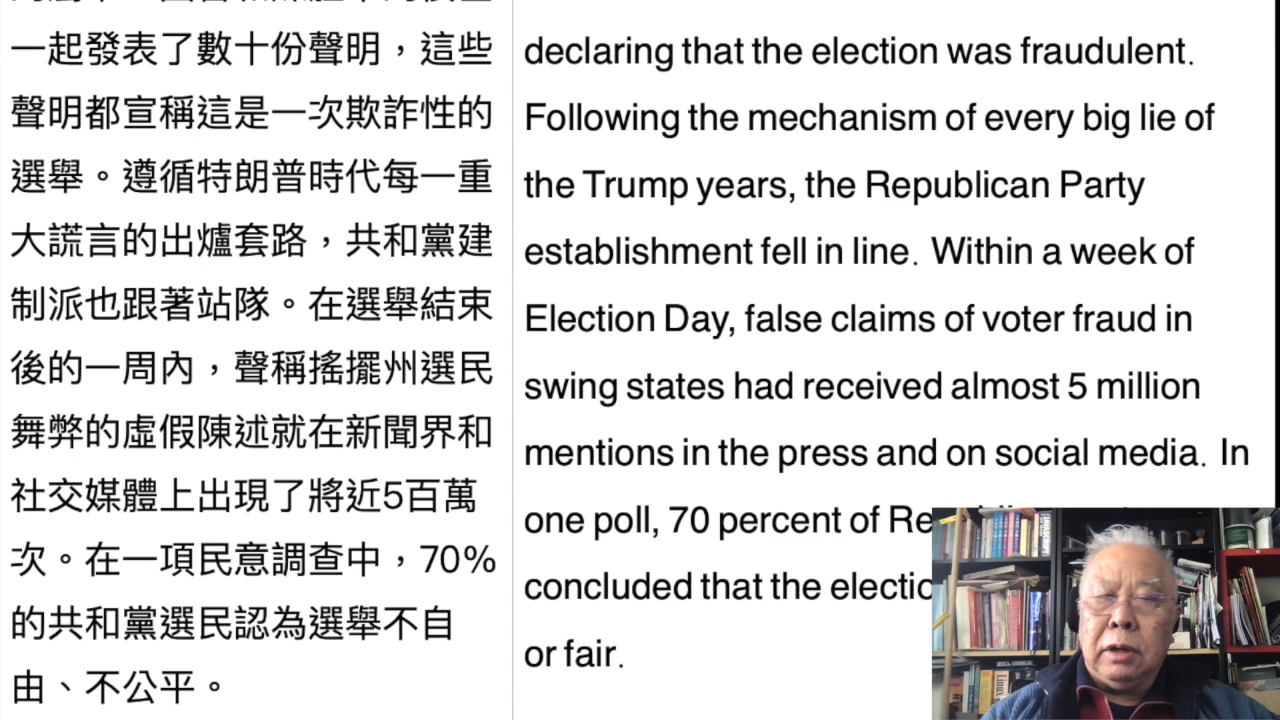 一起發表了數十份聲明，這些
聲明都宣稱這是一次欺詐性的
選舉。遵循特朗普時代每一重
大謊言的出爐套路，共和黨建
制派也跟著站隊。在選舉結束
後的一周內，聲稱搖擺州選民
舞弊的虛假陳述就在新聞界和
社交媒體上出現了將近5百萬
次。在一項民意調查中，70%
的共和黨選民認為選舉不自
由、不公平。
declaring that the election was fraudulent.
Following the mechanism of every big lie of
the Trump years, the Republican Party
establishment fell in line. Within a week of
Election Day, false claims of voter fraud in
swing states had received almost 5 million
mentions in the press and on social media. In
one poll, 70 percent of
concluded that the
or fair.